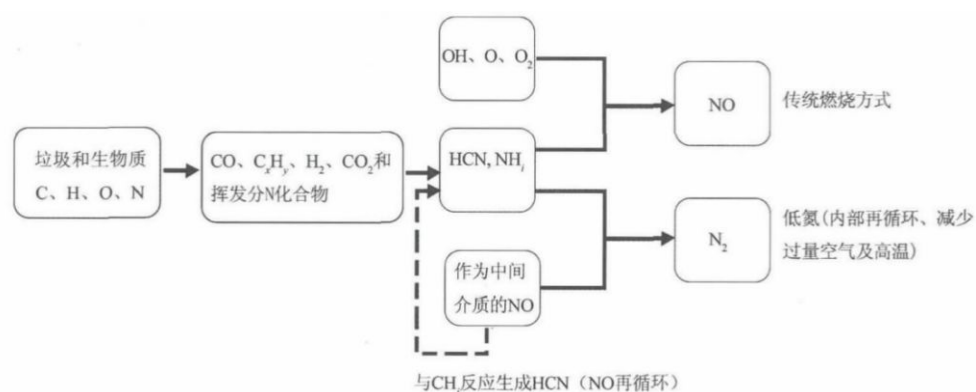 OH、O、O₂
NO
传统燃烧方式
垃圾和生物质
C、H、O、N
CO、CₓHᵧ、H₂、CO₂和
挥发分N化合物
HCN, NHᵢ
N₂
低氮(内部再循环、减少
过量空气及高温)
作为中间
介质的NO
与CHᵢ反应生成HCN（NO再循环）